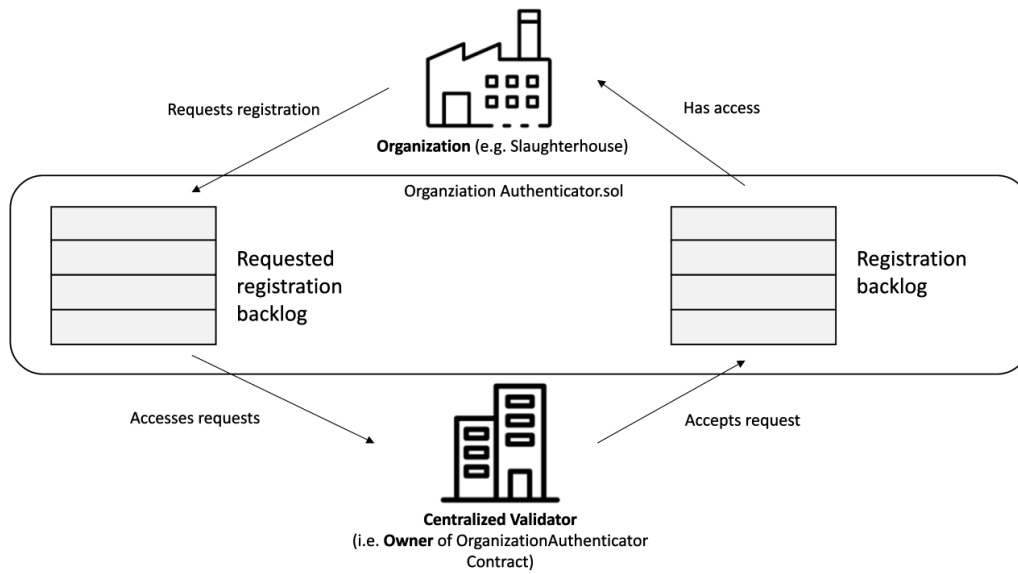 Requests registration
Has access
Organization (e.g. Slaughterhouse)
Organziation Authenticator.sol
Requested
registration
backlog
Registration
backlog
Accesses requests
Accepts request
Centralized Validator
(i.e. Owner of OrganizationAuthenticator
Contract)